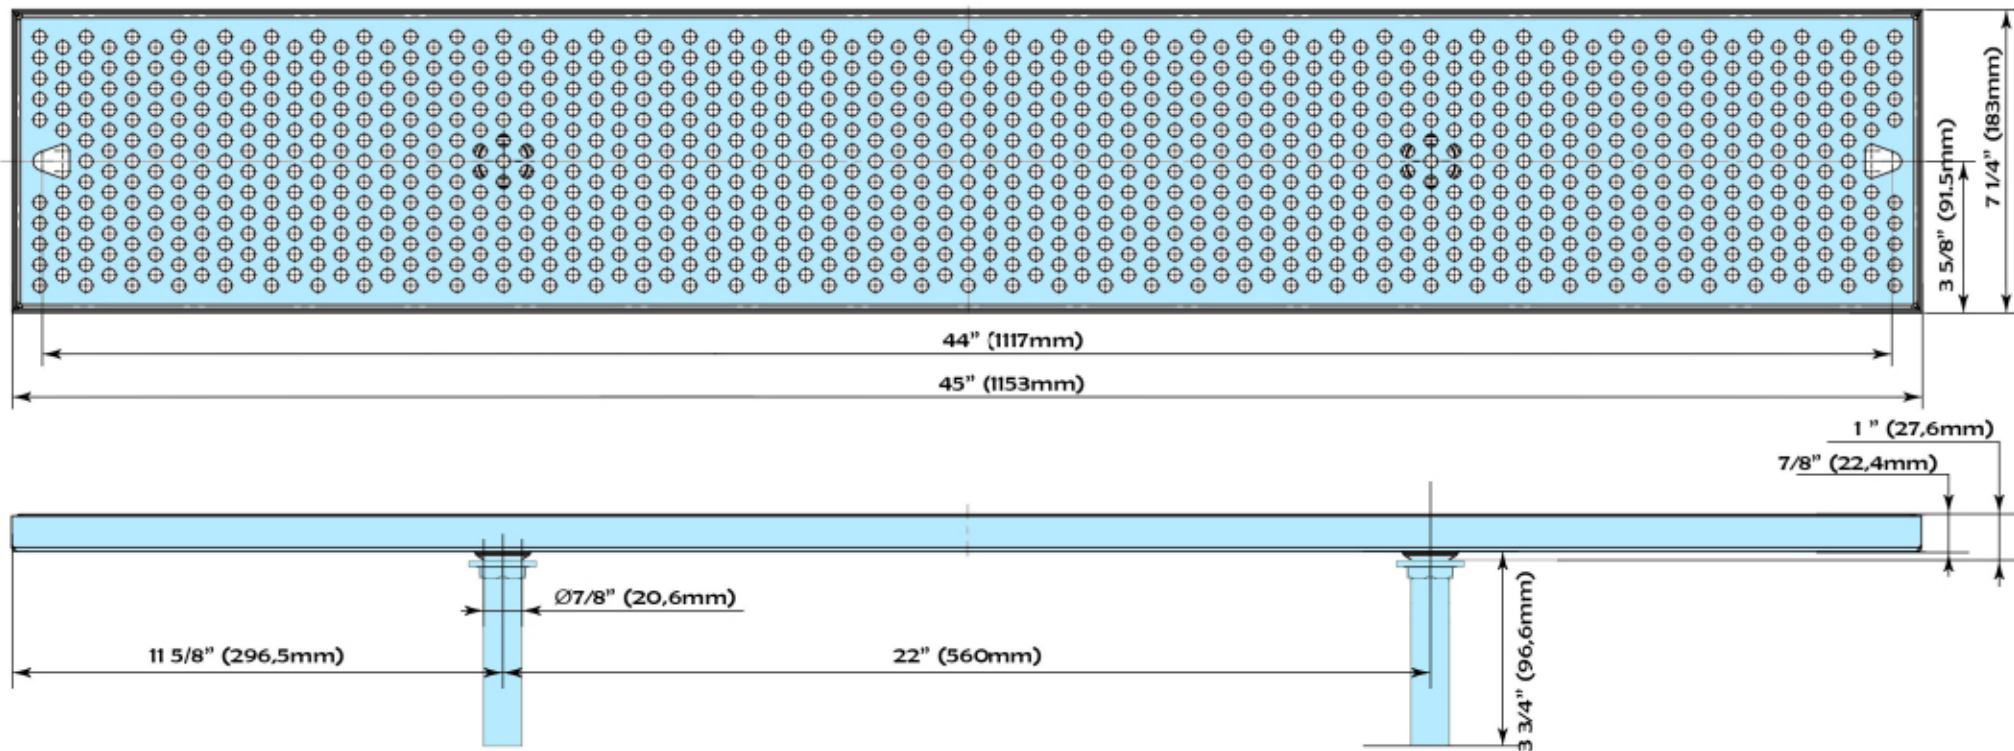 3 5/8” (91.5mm)
7 1/4” (183mm)
44” (1117mm)
45” (1153mm)
1 ” (27,6mm)
7/8” (22,4mm)
Ø7/8” (20,6mm)
11 5/8” (296,5mm)
22” (560mm)
3 3/4” (96,6mm)